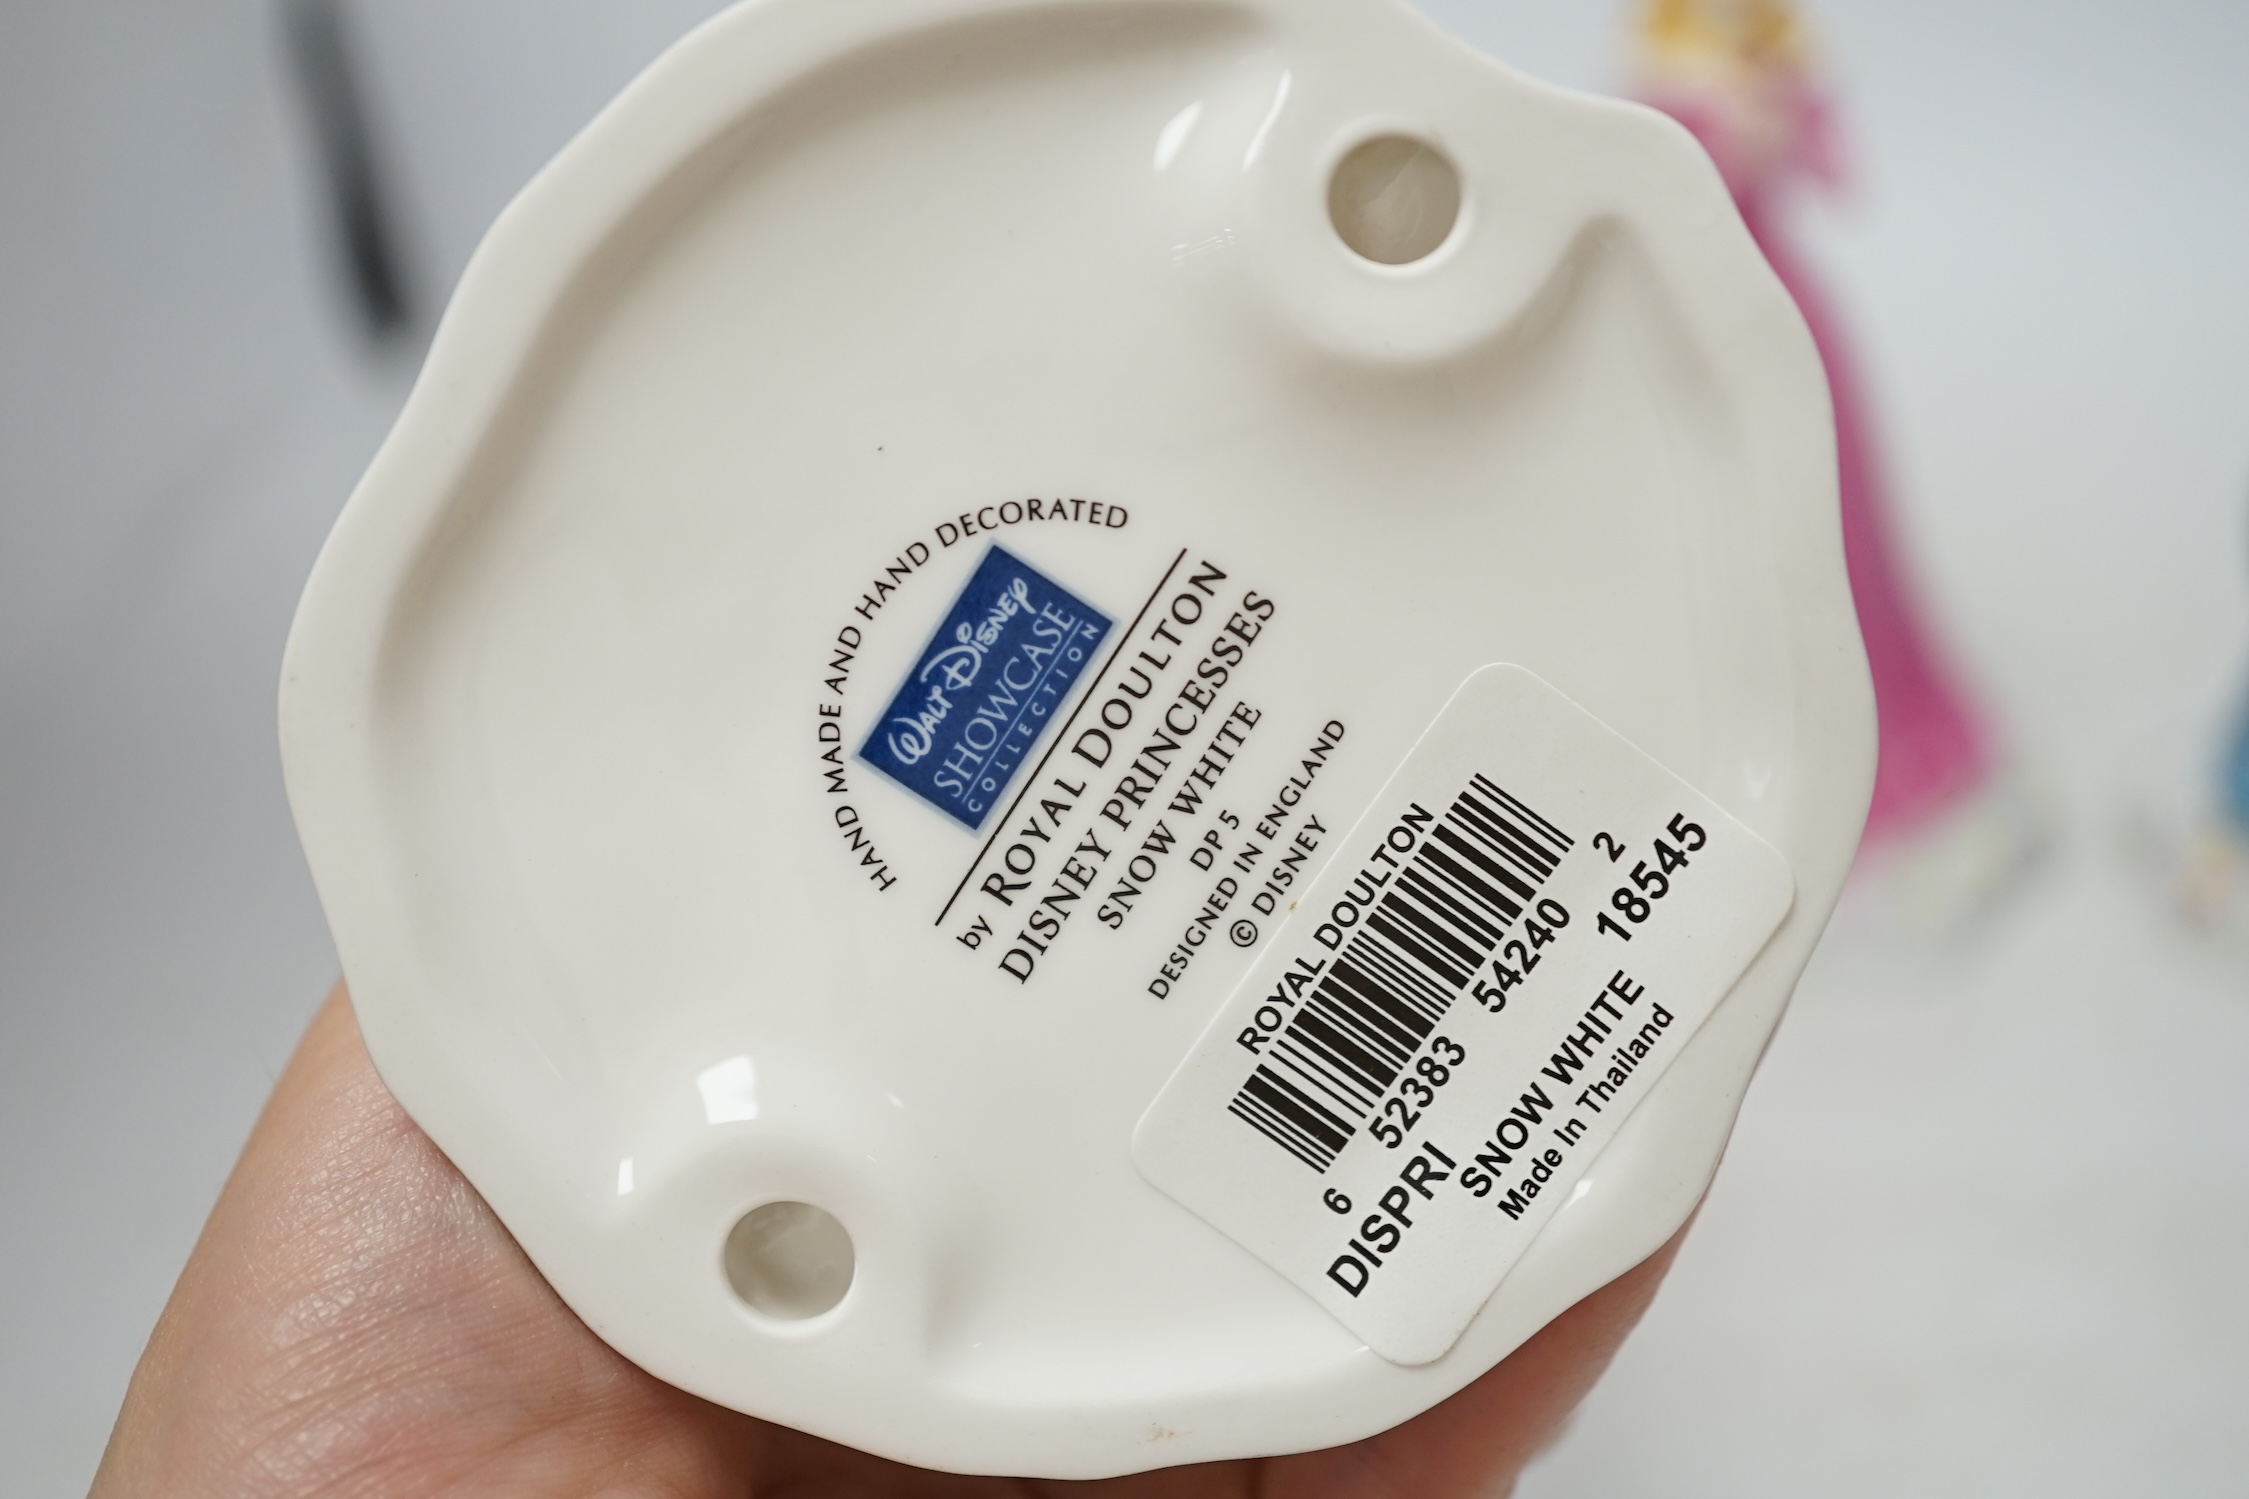 HAND MADE AND HAND DECORATED
WALT DISNEY
SHOWCASE
COLLECTION
by ROYAL DOULTON
DISNEY PRINCESSES
SNOW WHITE
DP 5
DESIGNED IN ENGLAND
© DISNEY
ROYAL DOULTON
6 52383 54240 2
DISPRI 18545
SNOW WHITE
Made In Thailand